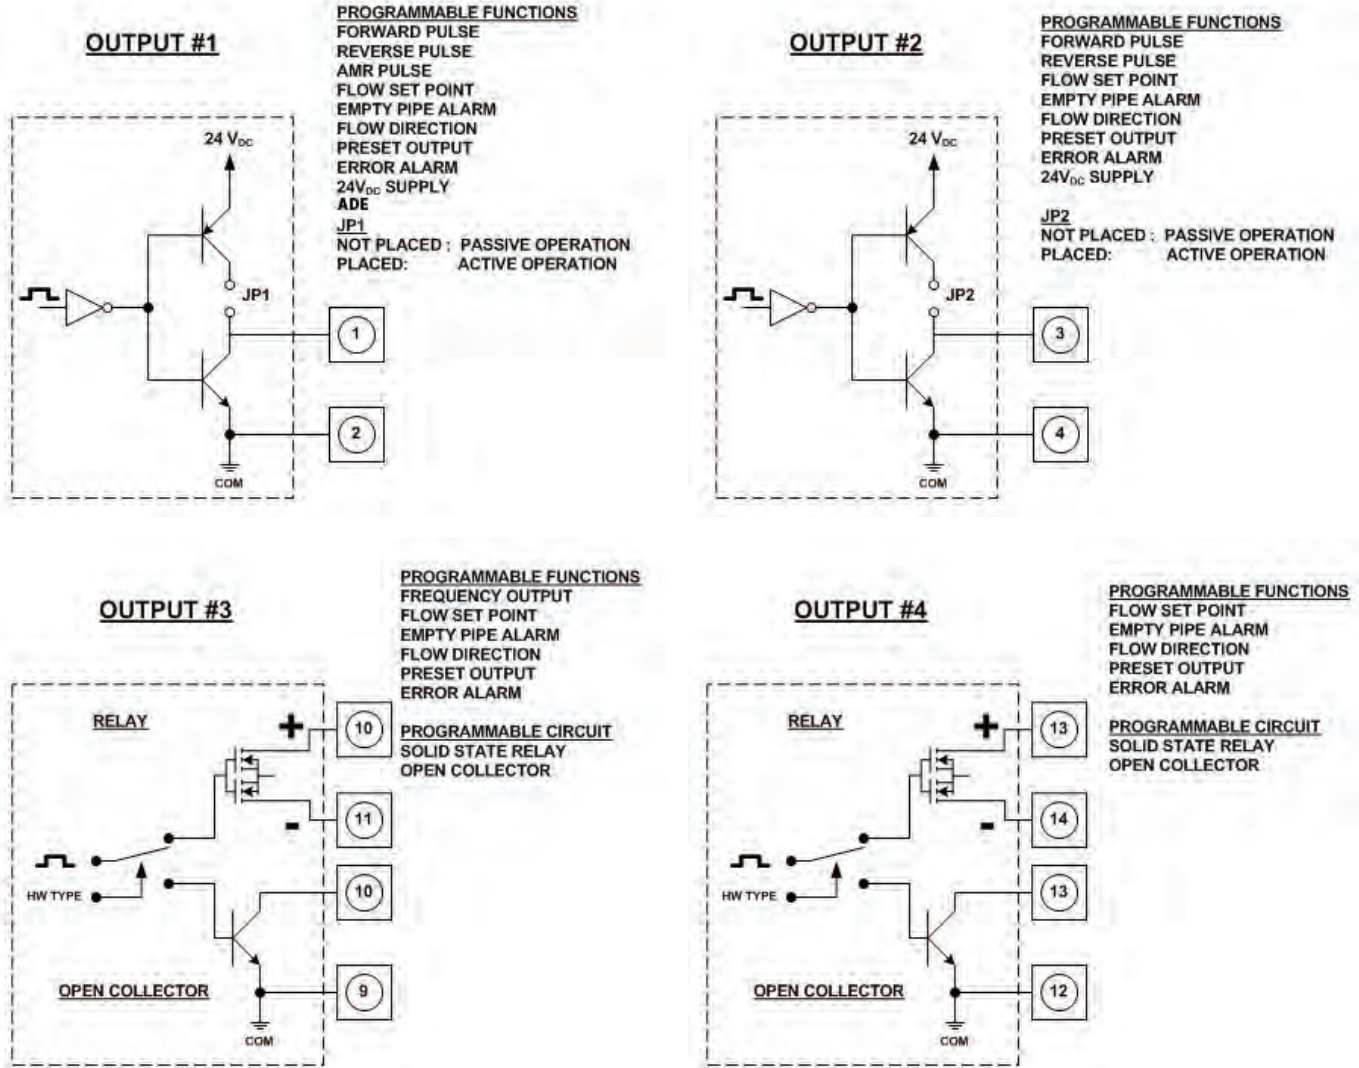 OUTPUT #1
PROGRAMMABLE FUNCTIONS
FORWARD PULSE
REVERSE PULSE
AMR PULSE
FLOW SET POINT
EMPTY PIPE ALARM
FLOW DIRECTION
PRESET OUTPUT
ERROR ALARM
24VDC SUPPLY
ADE
JP1
NOT PLACED : PASSIVE OPERATION
PLACED: ACTIVE OPERATION
24 VDC
JP1
1
2
COM
OUTPUT #2
PROGRAMMABLE FUNCTIONS
FORWARD PULSE
REVERSE PULSE
FLOW SET POINT
EMPTY PIPE ALARM
FLOW DIRECTION
PRESET OUTPUT
ERROR ALARM
24VDC SUPPLY
JP2
NOT PLACED : PASSIVE OPERATION
PLACED: ACTIVE OPERATION
24 VDC
JP2
3
4
COM
OUTPUT #3
PROGRAMMABLE FUNCTIONS
FREQUENCY OUTPUT
FLOW SET POINT
EMPTY PIPE ALARM
FLOW DIRECTION
PRESET OUTPUT
ERROR ALARM
PROGRAMMABLE CIRCUIT
SOLID STATE RELAY
OPEN COLLECTOR
RELAY
+
10
-
11
HW TYPE
10
OPEN COLLECTOR
9
COM
OUTPUT #4
PROGRAMMABLE FUNCTIONS
FLOW SET POINT
EMPTY PIPE ALARM
FLOW DIRECTION
PRESET OUTPUT
ERROR ALARM
PROGRAMMABLE CIRCUIT
SOLID STATE RELAY
OPEN COLLECTOR
RELAY
+
13
-
14
HW TYPE
13
OPEN COLLECTOR
12
COM